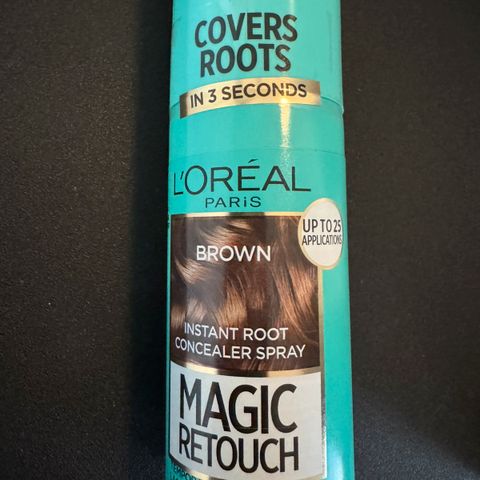 COVERS
ROOTS
IN 3 SECONDS
L'ORÉAL
PARiS
UP TO 25
APPLICATIONS
BROWN
INSTANT ROOT
CONCEALER SPRAY
MAGIC
RETOUCH